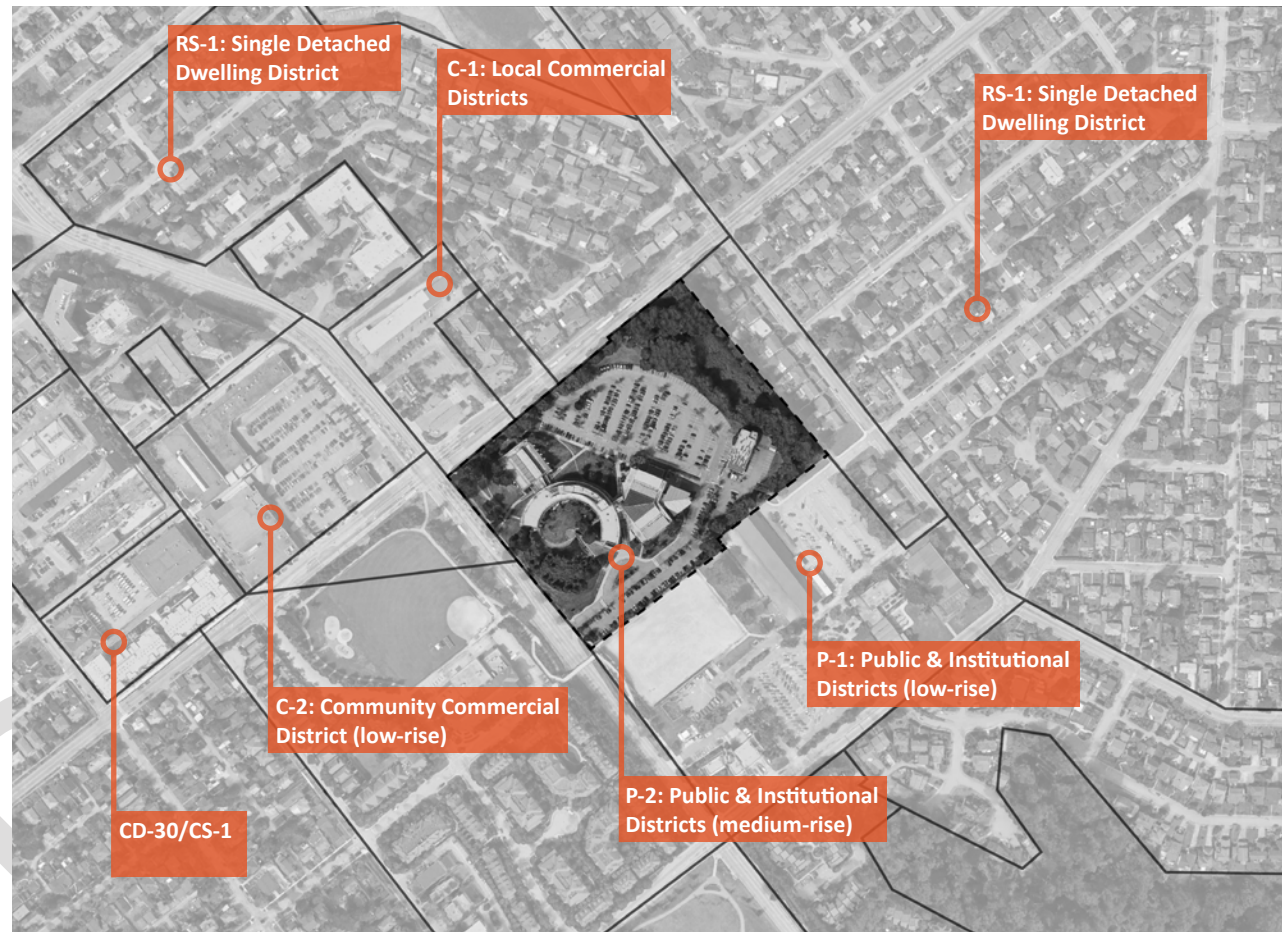 RS-1: Single Detached
Dwelling District
C-1: Local Commercial
Districts
RS-1: Single Detached
Dwelling District
P-1: Public & Institutional
Districts (low-rise)
C-2: Community Commercial
District (low-rise)
P-2: Public & Institutional
Districts (medium-rise)
CD-30/CS-1